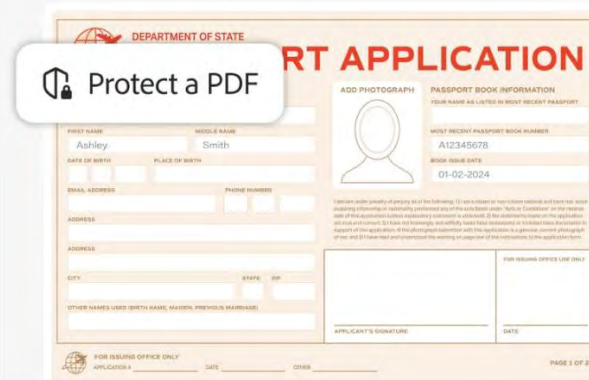 DEPARTMENT OF STATE
RT APPLICATION
Protect a PDF
ADD PHOTOGRAPH
PASSPORT BOOK INFORMATION
YOUR NAME AS LISTED IN MOST RECENT PASSPORT
FIRST NAME MIDDLE NAME
Ashley Smith
MOST RECENT PASSPORT BOOK NUMBER
A12345678
DATE OF BIRTH PLACE OF BIRTH
BOOK ISSUE DATE
01-02-2024
EMAIL ADDRESS PHONE NUMBER
ADDRESS
ADDRESS
CITY STATE ZIP
OTHER NAMES USED (BIRTH NAME, MAIDEN, PREVIOUS MARRIAGE)
FOR ISSUING OFFICE USE ONLY
APPLICANT'S SIGNATURE
DATE
FOR ISSUING OFFICE ONLY
APPLICATION # DATE OTHER
PAGE 1 OF 2